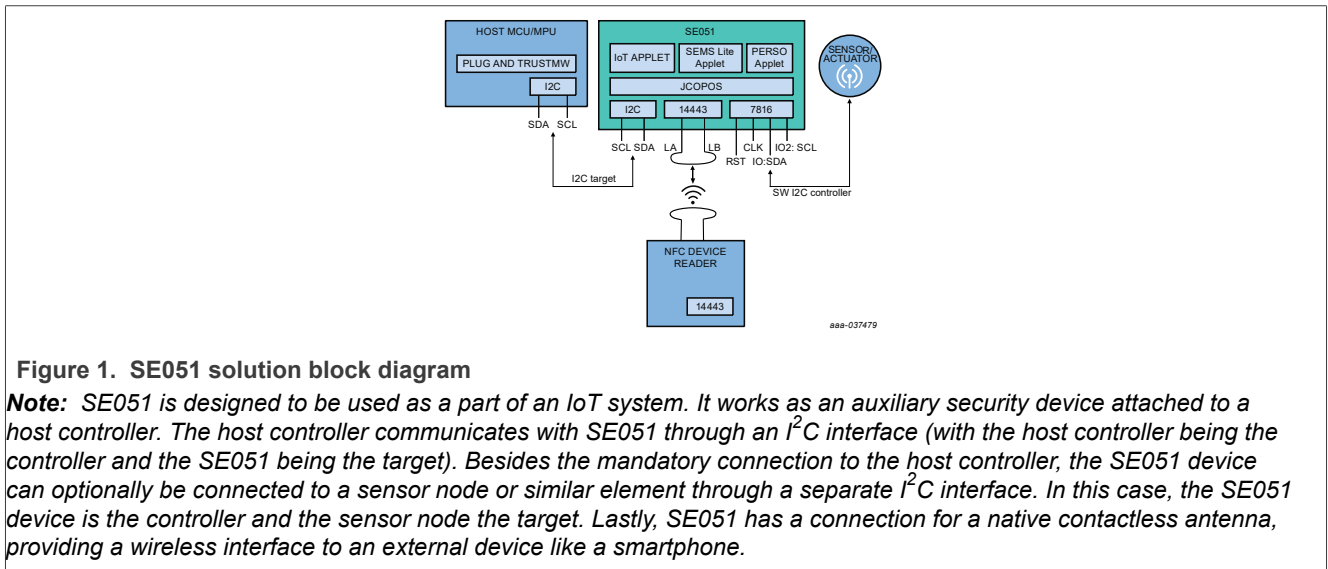 HOST MCU/MPU
PLUG AND TRUSTMW
I2C
SDA SCL
SE051
IoT APPLET
SEMS Lite
Applet
PERSO
Applet
JCOPOS
I2C
14443
7816
SCL SDA
LA
LB
RST
CLK
IO:SDA
IO2: SCL
SENSOR/
ACTUATOR
I2C target
SW I2C controller
NFC DEVICE
READER
14443
aaa-037479
Figure 1. SE051 solution block diagram
Note: SE051 is designed to be used as a part of an IoT system. It works as an auxiliary security device attached to a
host controller. The host controller communicates with SE051 through an I²C interface (with the host controller being the
controller and the SE051 being the target). Besides the mandatory connection to the host controller, the SE051 device
can optionally be connected to a sensor node or similar element through a separate I²C interface. In this case, the SE051
device is the controller and the sensor node the target. Lastly, SE051 has a connection for a native contactless antenna,
providing a wireless interface to an external device like a smartphone.